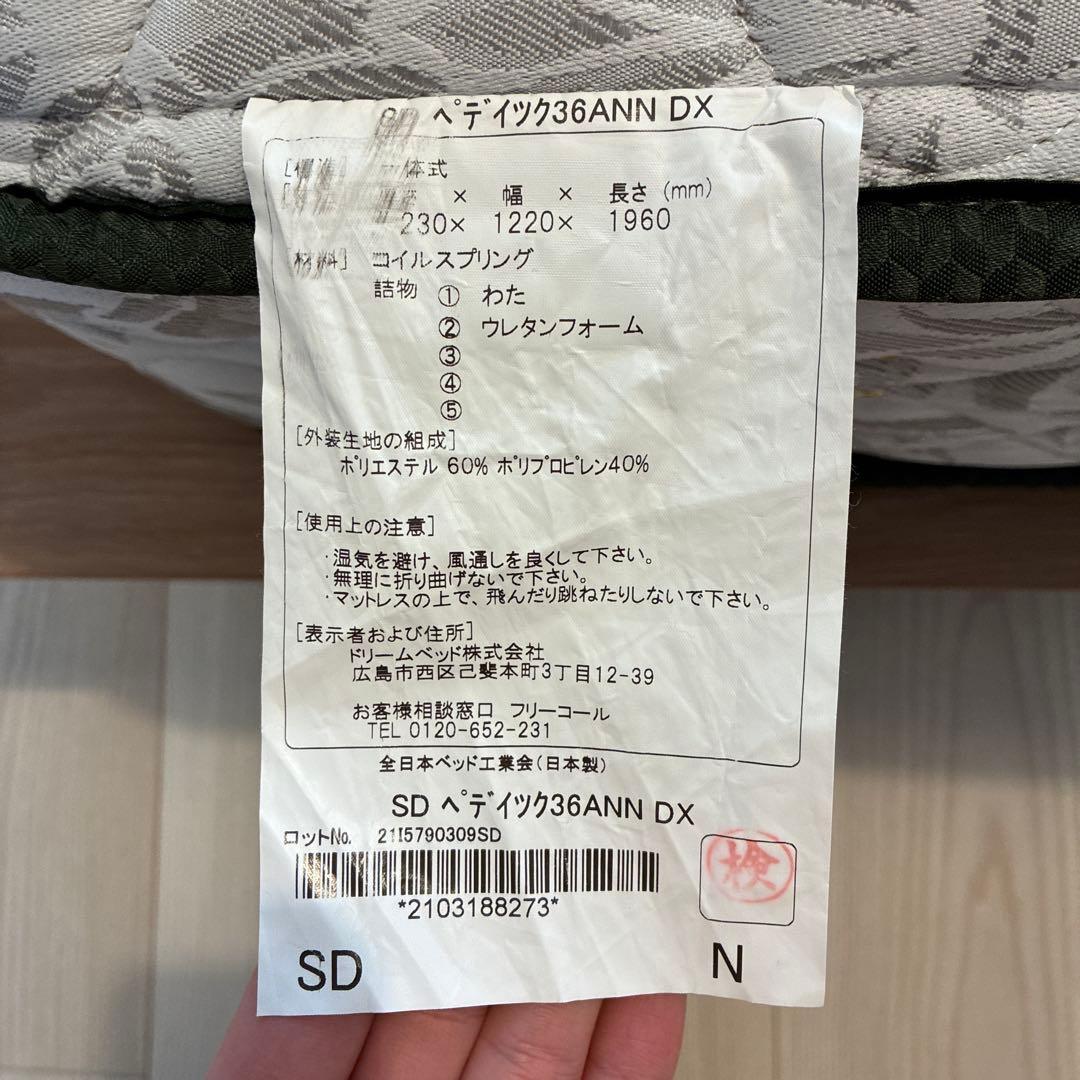 SD ﾍﾟﾃﾞｲﾂｸ36ANN DX
[構造] 一体式
× 幅 × 長さ (mm)
230× 1220× 1960
[材料] コイルスプリング
詰物 ① わた
② ウレタンフォーム
③
④
⑤
[外装生地の組成]
ﾎﾟﾘｴｽﾃﾙ 60% ﾎﾟﾘﾌﾟﾛﾋﾟﾚﾝ40%
[使用上の注意]
･湿気を避け、風通しを良くして下さい。
･無理に折り曲げないで下さい。
･マットレスの上で、飛んだり跳ねたりしないで下さい。
[表示者および住所]
ドリームベッド株式会社
広島市西区己斐本町3丁目12-39
お客様相談窓口 フリーコール
TEL 0120-652-231
全日本ベッド工業会(日本製)
SD ﾍﾟﾃﾞｲﾂｸ36ANN DX
ロットNo. 21I5790309SD
*2103188273*
検
SD N